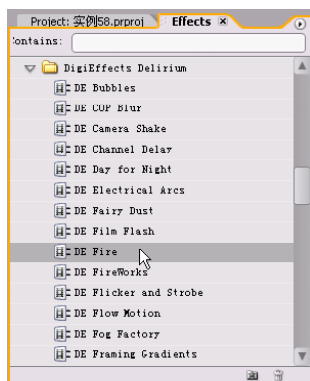 Project: 实例58.prproj Effects ×
ontains:
DigiEffects Delirium
DE Bubbles
DE COP Blur
DE Camera Shake
DE Channel Delay
DE Day for Night
DE Electrical Arcs
DE Fairy Dust
DE Film Flash
DE Fire
DE FireWorks
DE Flicker and Strobe
DE Flow Motion
DE Fog Factory
DE Framing Gradients